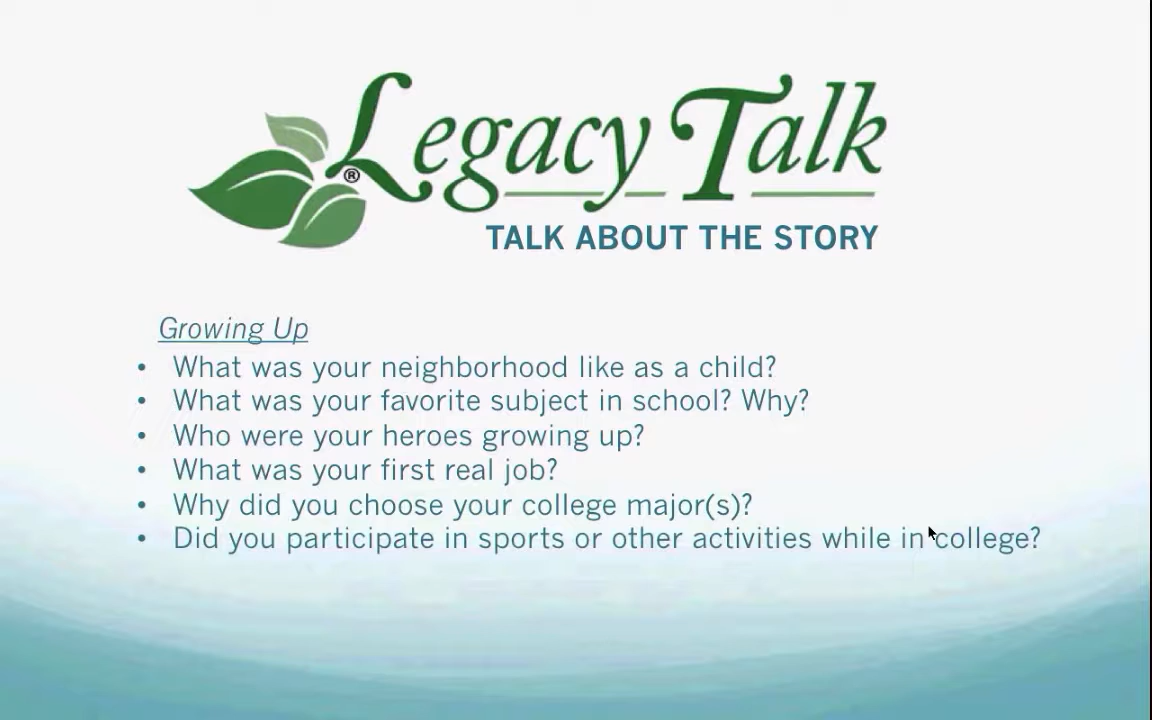 Legacy Talk
®
TALK ABOUT THE STORY
Growing Up
• What was your neighborhood like as a child?
• What was your favorite subject in school? Why?
• Who were your heroes growing up?
• What was your first real job?
• Why did you choose your college major(s)?
• Did you participate in sports or other activities while in college?